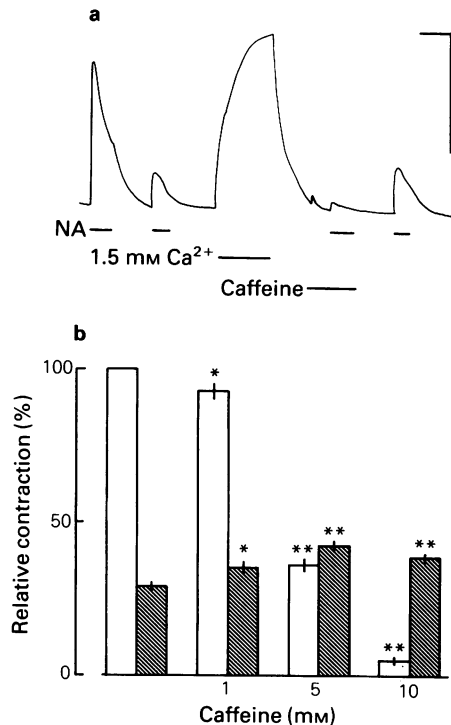 a
NA
1.5 mM Ca²⁺
Caffeine
b
Relative contraction (%)
100
50
0
*
*
**
**
**
**
1 5 10
Caffeine (mM)